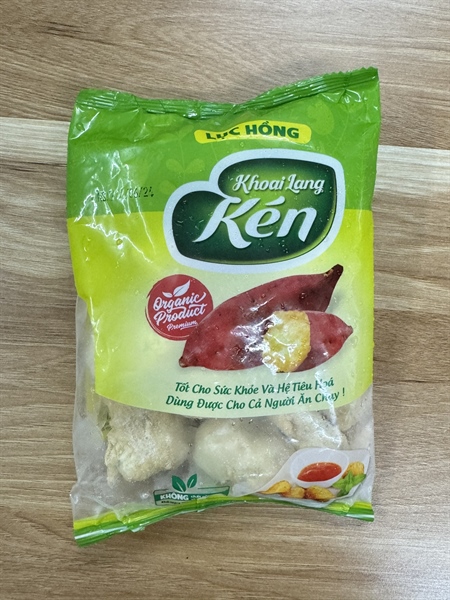 LỤC HỒNG
Khoai Lang
Kén
Organic
Product
Premium
Tốt Cho Sức Khỏe Và Hệ Tiêu Hoá
Dùng Được Cho Cả Người Ăn Chay !
KHÔNG